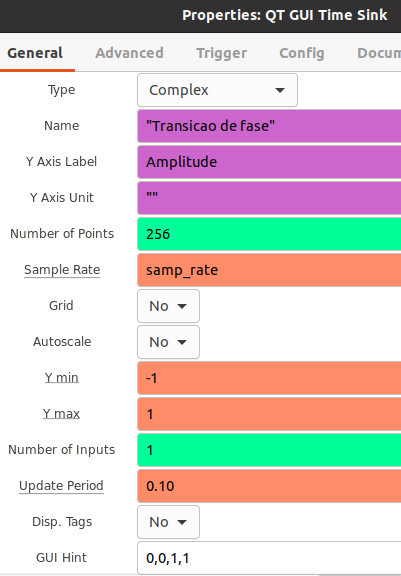 Properties: QT GUI Time Sink
General Advanced Trigger Config Docum
Type Complex
Name "Transicao de fase"
Y Axis Label Amplitude
Y Axis Unit ""
Number of Points 256
Sample Rate samp_rate
Grid No
Autoscale No
Y min -1
Y max 1
Number of Inputs 1
Update Period 0.10
Disp. Tags No
GUI Hint 0,0,1,1